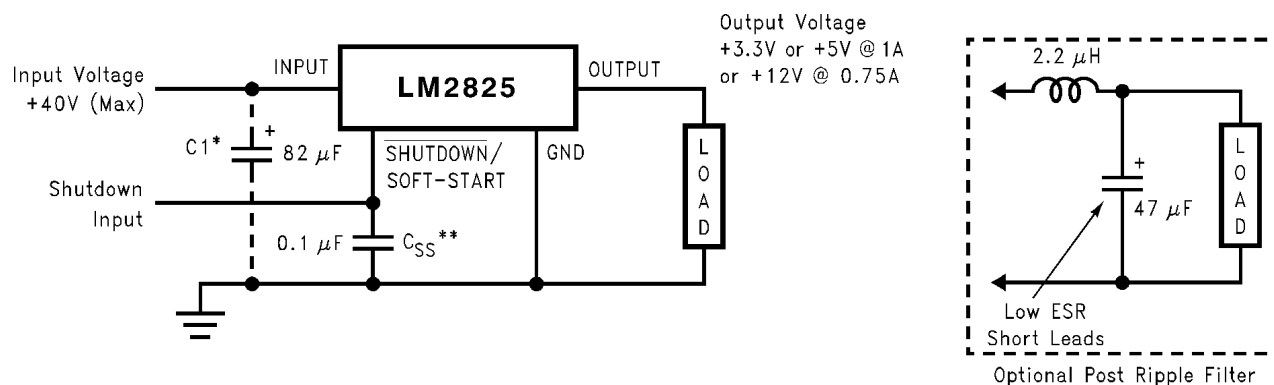 Output Voltage
+3.3V or +5V @ 1A
or +12V @ 0.75A
Input Voltage
+40V (Max)
INPUT
LM2825
OUTPUT
C1*
+
82 μF
SHUTDOWN/
SOFT-START
GND
LOAD
Shutdown
Input
0.1 μF
CSS**
2.2 μH
+
47 μF
LOAD
Low ESR
Short Leads
Optional Post Ripple Filter